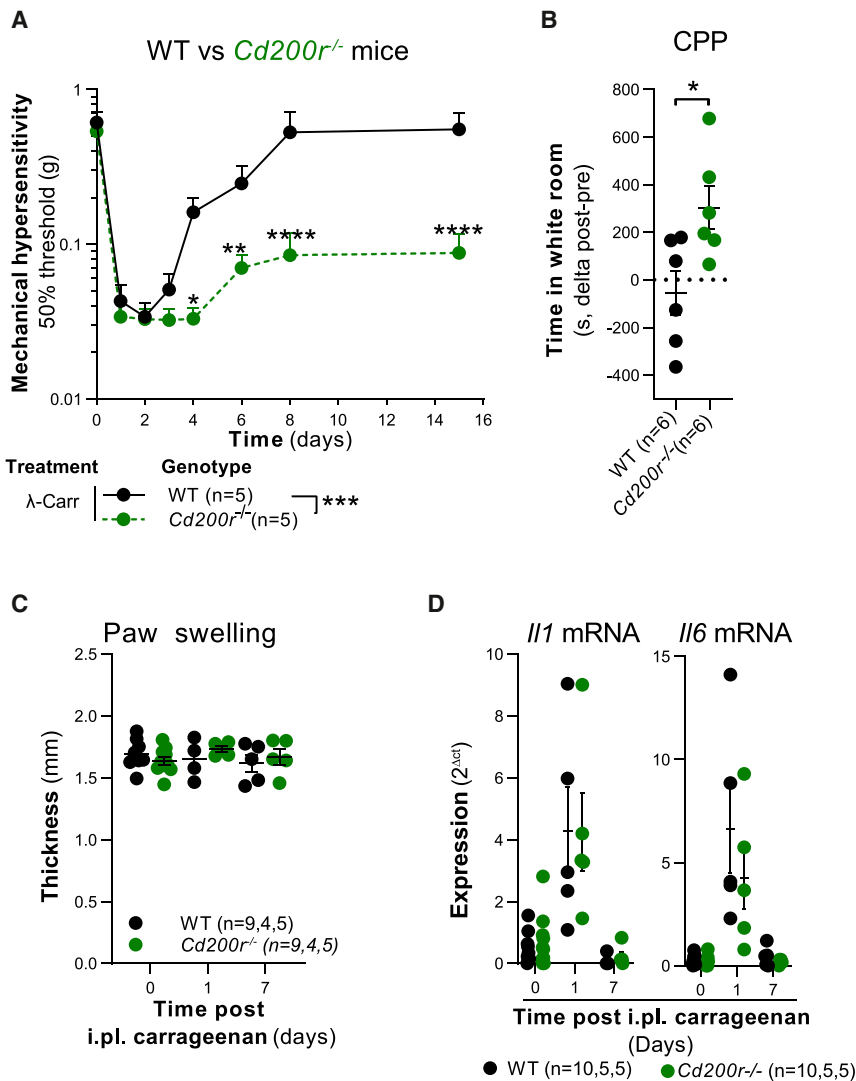 A
WT vs Cd200r-/- mice
Mechanical hypersensitivity
50% threshold (g)
1
0.1
0.01
*
**
****
****
0 2 4 6 8 10 12 14 16
Time (days)
Treatment Genotype
λ-Carr
WT (n=5)
Cd200r-/-(n=5)
***
B
CPP
Time in white room
(s, delta post-pre)
800
600
400
200
0
-200
-400
*
WT (n=6)
Cd200r-/-(n=6)
C
Paw swelling
Thickness (mm)
2.5
2.0
1.5
1.0
0.5
0.0
WT (n=9,4,5)
Cd200r-/- (n=9,4,5)
0 1 7
Time post
i.pl. carrageenan (days)
D
Il1 mRNA Il6 mRNA
Expression (2Δct)
10
8
6
4
2
0
0 1 7
15
10
5
0
0 1 7
Time post i.pl. carrageenan
(Days)
WT (n=10,5,5) Cd200r-/- (n=10,5,5)